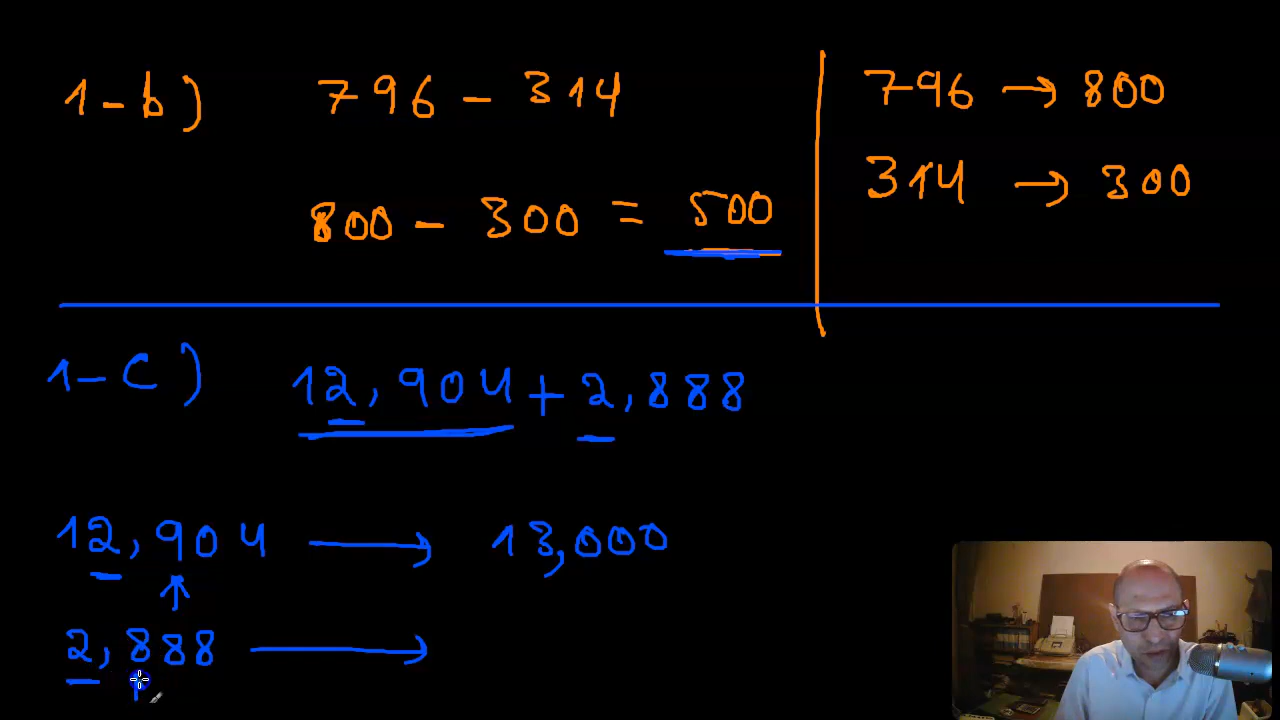 1-b) 796 - 314
800 - 300 = 500
796 → 800
314 → 300
1-C) 12,904 + 2,888
12,904 → 13,000
2,888 →